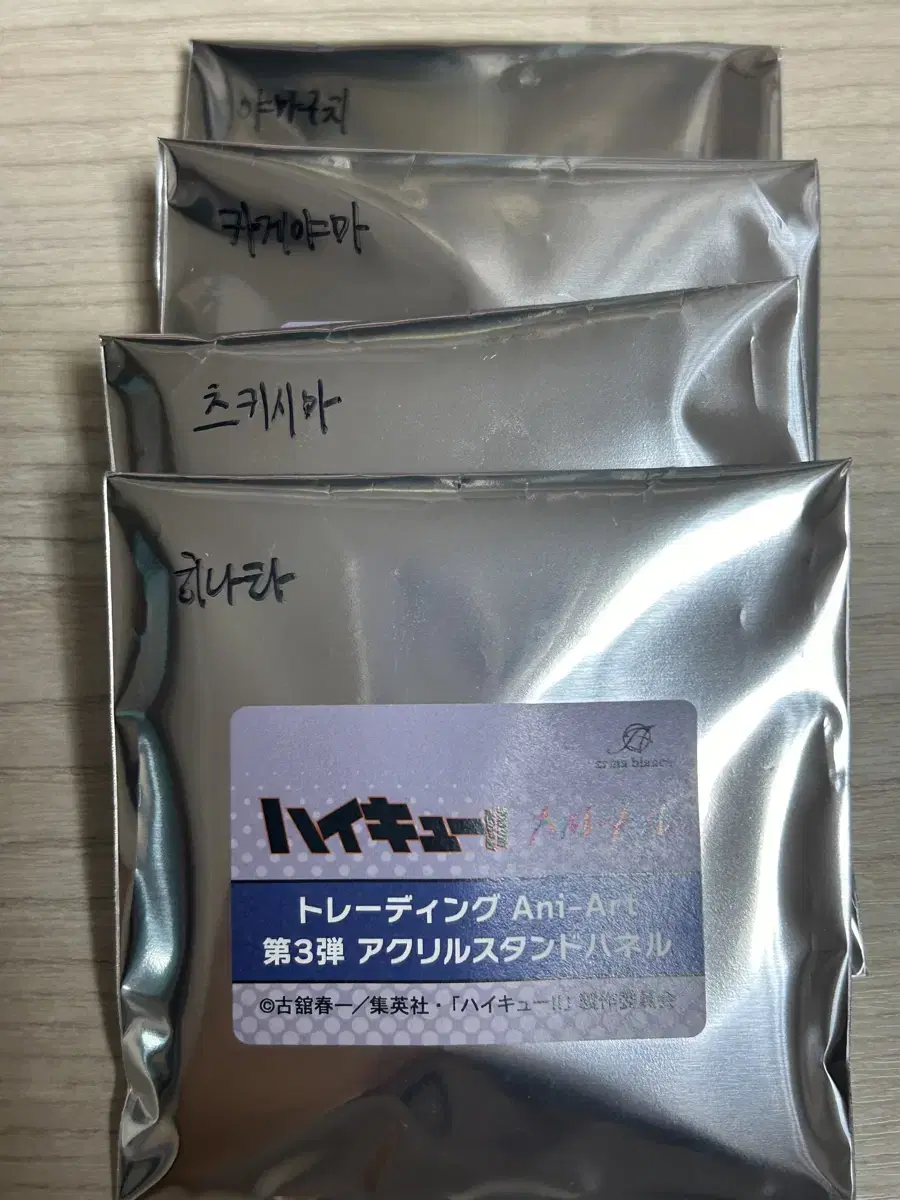 야마구치
카게야마
츠키시마
히나타
arma bianca
ハイキュー
トレーディング Ani-Art
第3弾 アクリルスタンドパネル
©古舘春一／集英社・「ハイキュー!!」製作委員会